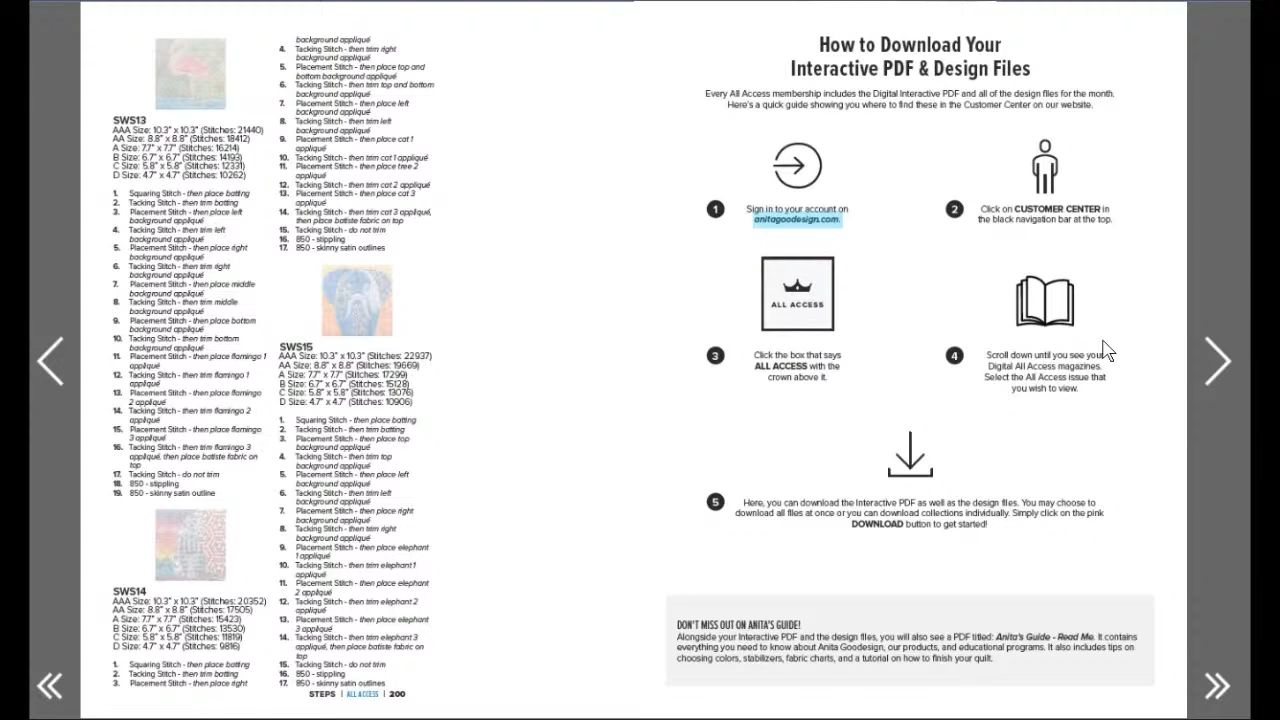 SWS13
AAA Size: 10.3" x 10.3" (Stitches: 21440)
AA Size: 8.8" x 8.8" (Stitches: 18412)
A Size: 7.7" x 7.7" (Stitches: 16214)
B Size: 6.7" x 6.7" (Stitches: 14193)
C Size: 5.8" x 5.8" (Stitches: 12331)
D Size: 4.7" x 4.7" (Stitches: 10262)
1. Squaring Stitch - then place batting
2. Tacking Stitch - then trim batting
3. Placement Stitch - then place left
background appliqué
4. Tacking Stitch - then trim left
background appliqué
5. Placement Stitch - then place right
background appliqué
6. Tacking Stitch - then trim right
background appliqué
7. Placement Stitch - then place middle
background appliqué
8. Tacking Stitch - then trim middle
background appliqué
9. Placement Stitch - then place bottom
background appliqué
10. Tacking Stitch - then trim bottom
background appliqué
11. Placement Stitch - then place flamingo 1
appliqué
12. Tacking Stitch - then trim flamingo 1
appliqué
13. Placement Stitch - then place flamingo
2 appliqué
14. Tacking Stitch - then trim flamingo 2
appliqué
15. Placement Stitch - then place flamingo
3 appliqué
16. Tacking Stitch - then trim flamingo 3
appliqué, then place batiste fabric on
top
17. Tacking Stitch - do not trim
18. 850 - stippling
19. 850 - skinny satin outline
SWS14
AAA Size: 10.3" x 10.3" (Stitches: 20352)
AA Size: 8.8" x 8.8" (Stitches: 17505)
A Size: 7.7" x 7.7" (Stitches: 15423)
B Size: 6.7" x 6.7" (Stitches: 13530)
C Size: 5.8" x 5.8" (Stitches: 11819)
D Size: 4.7" x 4.7" (Stitches: 9816)
1. Squaring Stitch - then place batting
2. Tacking Stitch - then trim batting
3. Placement Stitch - then place right
background appliqué
4. Tacking Stitch - then trim right
background appliqué
5. Placement Stitch - then place top and
bottom background appliqué
6. Tacking Stitch - then trim top and bottom
background appliqué
7. Placement Stitch - then place left
background appliqué
8. Tacking Stitch - then trim left
background appliqué
9. Placement Stitch - then place cat 1
appliqué
10. Tacking Stitch - then trim cat 1 appliqué
11. Placement Stitch - then place tree 2
appliqué
12. Tacking Stitch - then trim cat 2 appliqué
13. Placement Stitch - then place cat 3
appliqué
14. Tacking Stitch - then trim cat 3 appliqué,
then place batiste fabric on top
15. Tacking Stitch - do not trim
16. 850 - stippling
17. 850 - skinny satin outlines
SWS15
AAA Size: 10.3" x 10.3" (Stitches: 22937)
AA Size: 8.8" x 8.8" (Stitches: 19669)
A Size: 7.7" x 7.7" (Stitches: 17299)
B Size: 6.7" x 6.7" (Stitches: 15128)
C Size: 5.8" x 5.8" (Stitches: 13076)
D Size: 4.7" x 4.7" (Stitches: 10906)
1. Squaring Stitch - then place batting
2. Tacking Stitch - then trim batting
3. Placement Stitch - then place top
background appliqué
4. Tacking Stitch - then trim top
background appliqué
5. Placement Stitch - then place left
background appliqué
6. Tacking Stitch - then trim left
background appliqué
7. Placement Stitch - then place right
background appliqué
8. Tacking Stitch - then trim right
background appliqué
9. Placement Stitch - then place elephant
1 appliqué
10. Tacking Stitch - then trim elephant 1
appliqué
11. Placement Stitch - then place elephant
2 appliqué
12. Tacking Stitch - then trim elephant 2
appliqué
13. Placement Stitch - then place elephant
3 appliqué
14. Tacking Stitch - then trim elephant 3
appliqué, then place batiste fabric on
top
15. Tacking Stitch - do not trim
16. 850 - stippling
17. 850 - skinny satin outlines
STEPS | ALL ACCESS | 200
How to Download Your
Interactive PDF & Design Files
Every All Access membership includes the Digital Interactive PDF and all of the design files for the month.
Here's a quick guide showing you where to find these in the Customer Center on our website.
1 Sign in to your account on
anitagoodesign.com.
2 Click on CUSTOMER CENTER in
the black navigation bar at the top.
ALL ACCESS
3 Click the box that says
ALL ACCESS with the
crown above it.
4 Scroll down until you see your
Digital All Access magazines.
Select the All Access issue that
you wish to view.
5 Here, you can download the Interactive PDF as well as the design files. You may choose to
download all files at once or you can download collections individually. Simply click on the pink
DOWNLOAD button to get started!
DON'T MISS OUT ON ANITA'S GUIDE!
Alongside your Interactive PDF and the design files, you will also see a PDF titled: Anita's Guide - Read Me. It contains
everything you need to know about Anita Goodesign, our products, and educational programs. It also includes tips on
choosing colors, stabilizers, fabric charts, and a tutorial on how to finish your quilt.